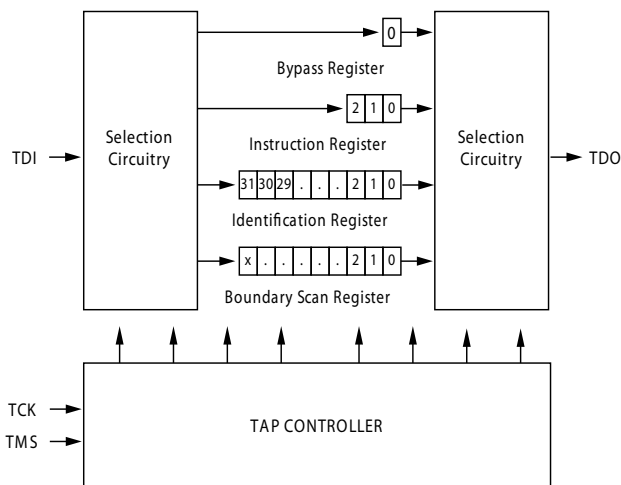 0
Bypass Register
2 1 0
Instruction Register
TDI
Selection
Circuitry
Selection
Circuitry
TDO
31 30 29 . . . 2 1 0
Identification Register
x . . . . . 2 1 0
Boundary Scan Register
TCK
TMS
TAP CONTROLLER